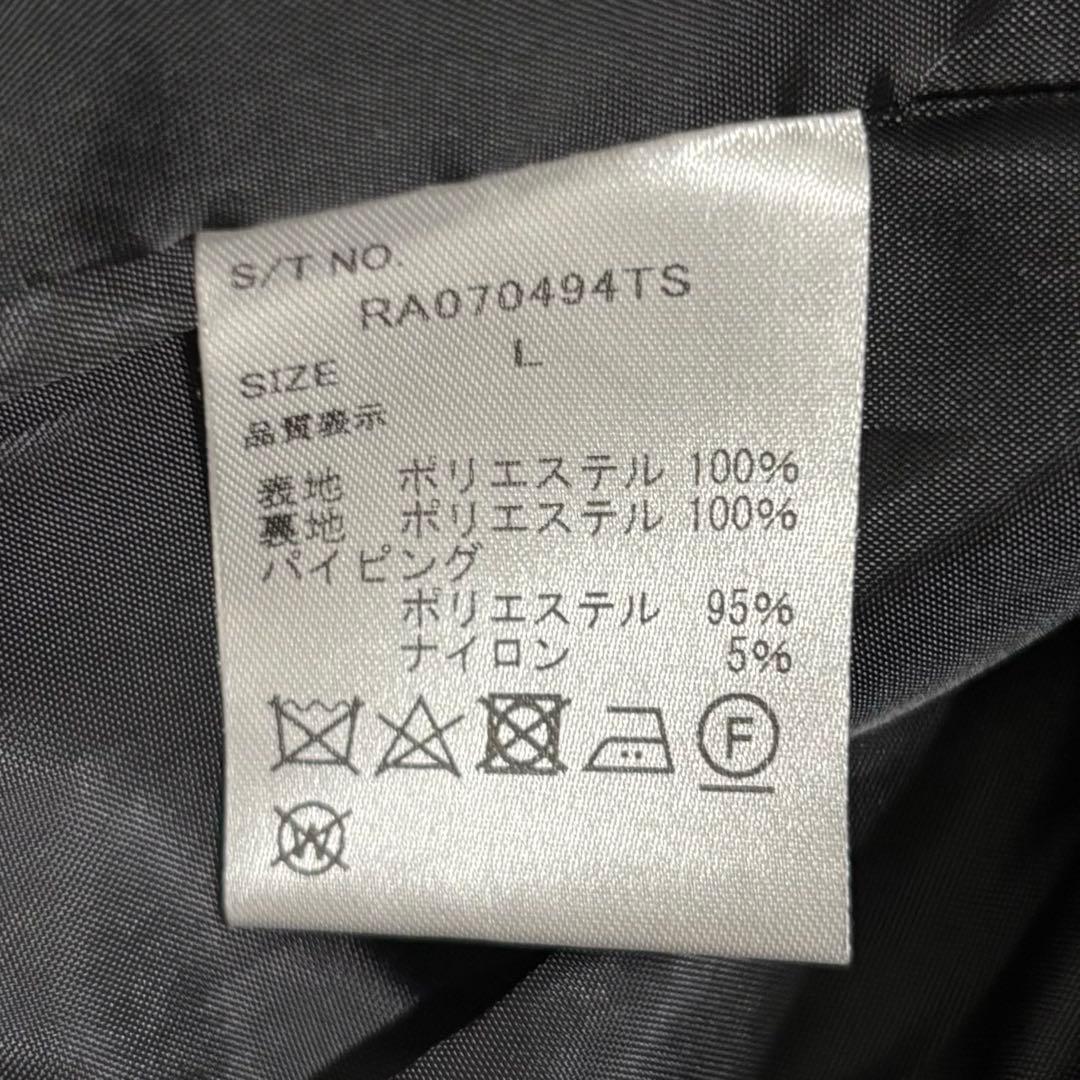 S/T NO.
RA070494TS
SIZE L
品質表示
表地 ポリエステル 100%
裏地 ポリエステル 100%
パイピング
ポリエステル 95%
ナイロン 5%
F
W